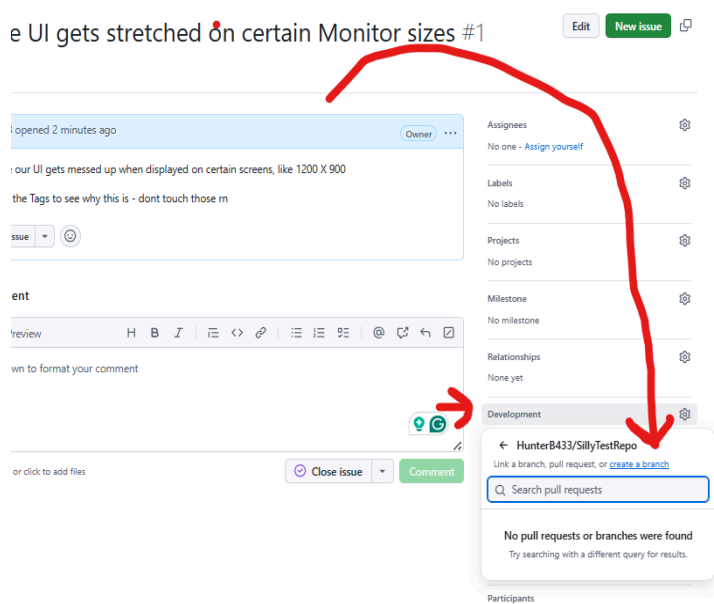 e UI gets stretched on certain Monitor sizes #1
Edit
New issue
opened 2 minutes ago
Owner
our UI gets messed up when displayed on certain screens, like 1200 X 900
the Tags to see why this is - dont touch those rn
ssue
ent
review
H B I
wn to format your comment
or click to add files
Close issue
Comment
Assignees
No one - Assign yourself
Labels
No labels
Projects
No projects
Milestone
No milestone
Relationships
None yet
Development
HunterB433/SillyTestRepo
Link a branch, pull request, or create a branch
Search pull requests
No pull requests or branches were found
Try searching with a different query for results.
Participants